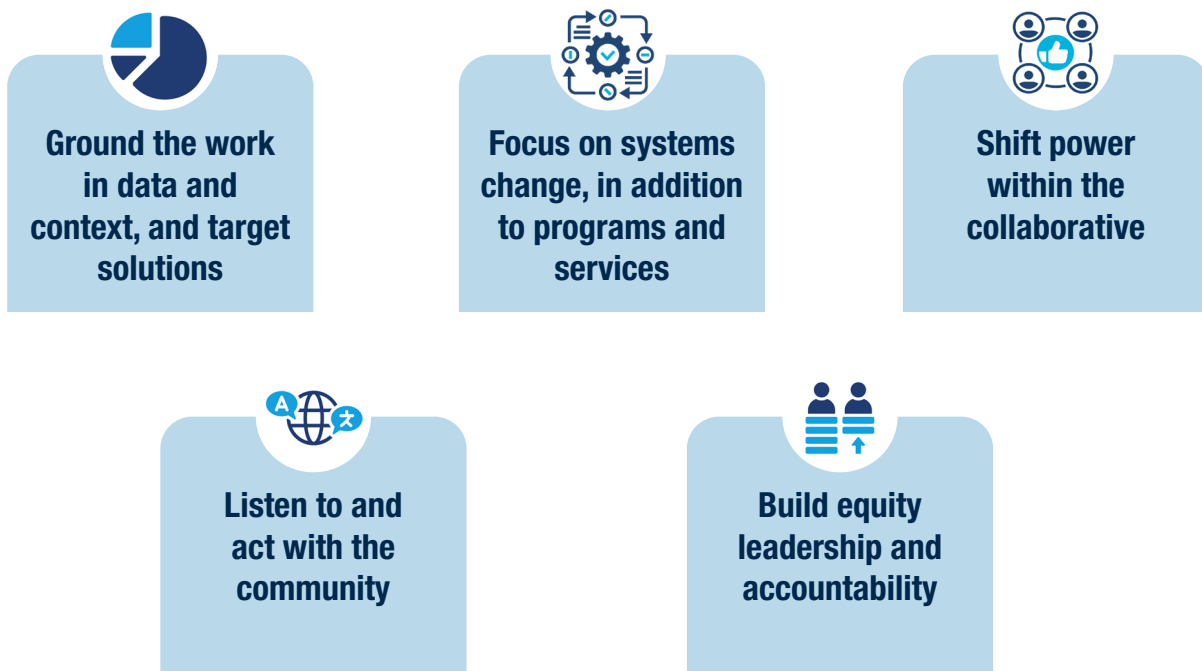 Ground the work
in data and
context, and target
solutions
Focus on systems
change, in addition
to programs and
services
Shift power
within the
collaborative
A
文
Listen to and
act with the
community
Build equity
leadership and
accountability